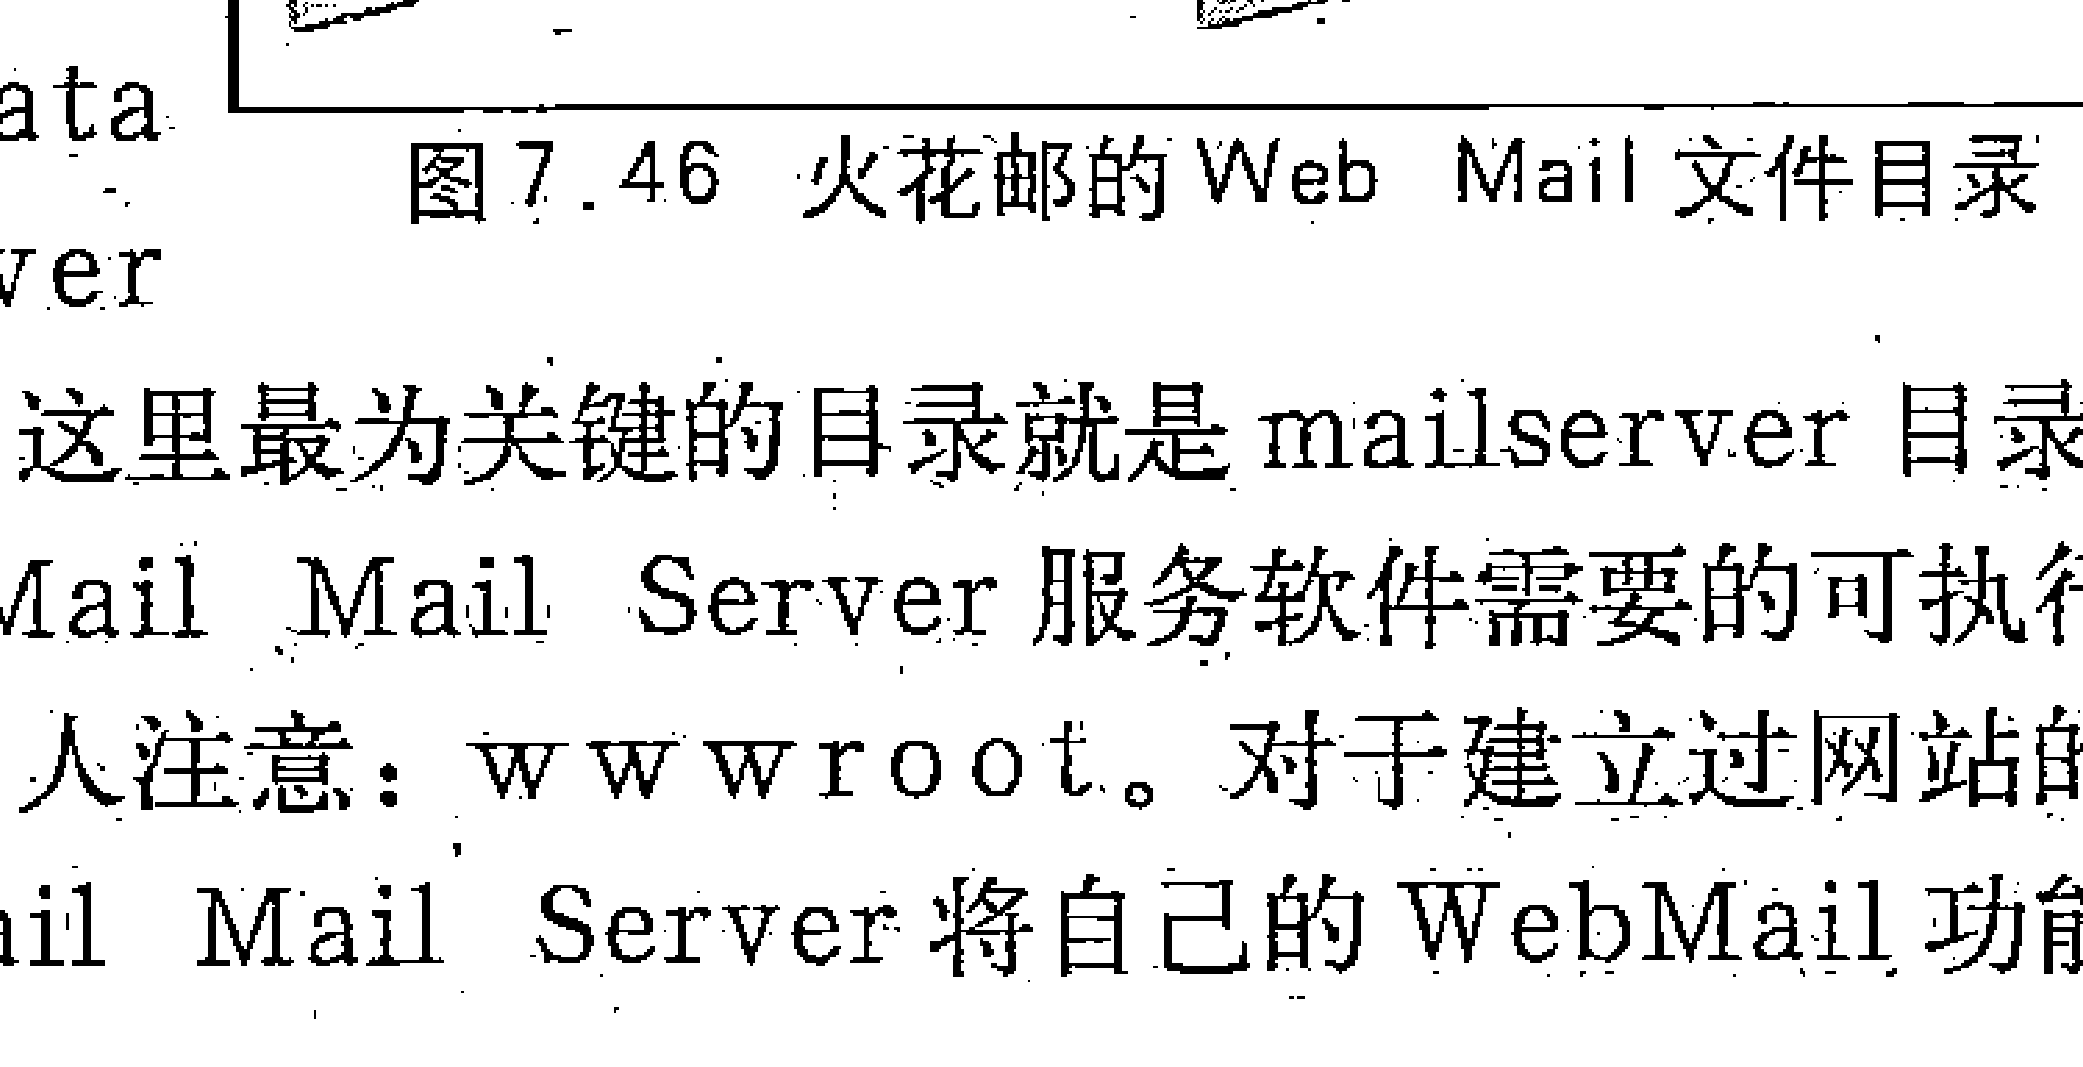 ata
图7.46 火花邮的Web Mail文件目录
ver
这里最为关键的目录就是mailserver目录
Mail Mail Server服务软件需要的可执行
人注意：wwwroot。对于建立过网站的
ail Mail Server将自己的WebMail功能